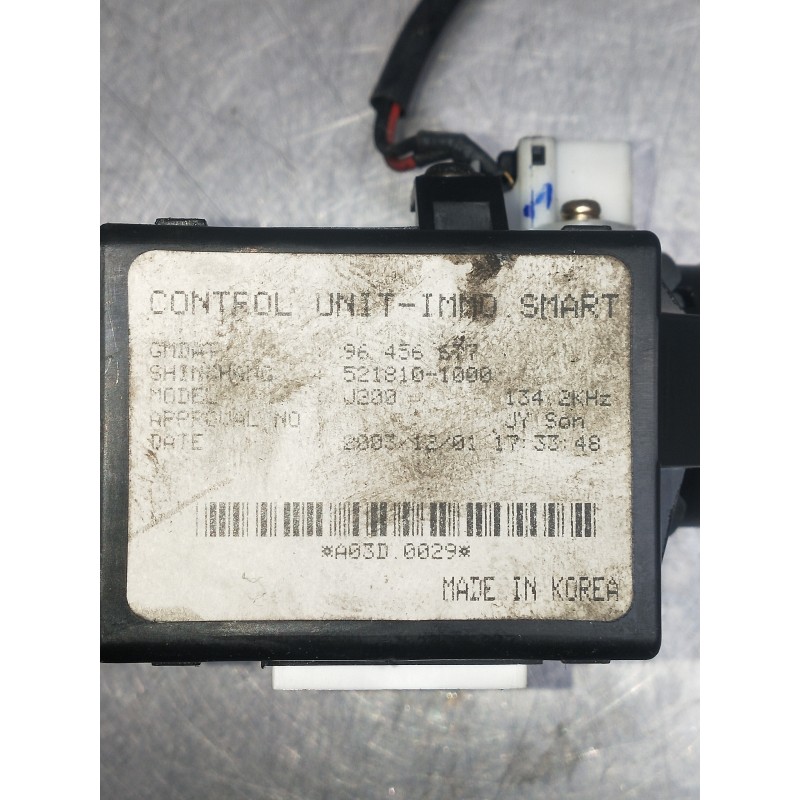 CONTROL UNIT-IMMO.SMART
GMDAT : 96 456 677
SHINCHANG : 521810-1000
MODEL : J200 134.2KHz
APPROVAL NO : JY Son
DATE : 2003/12/01 17:33:48
*A03D.0029*
MADE IN KOREA